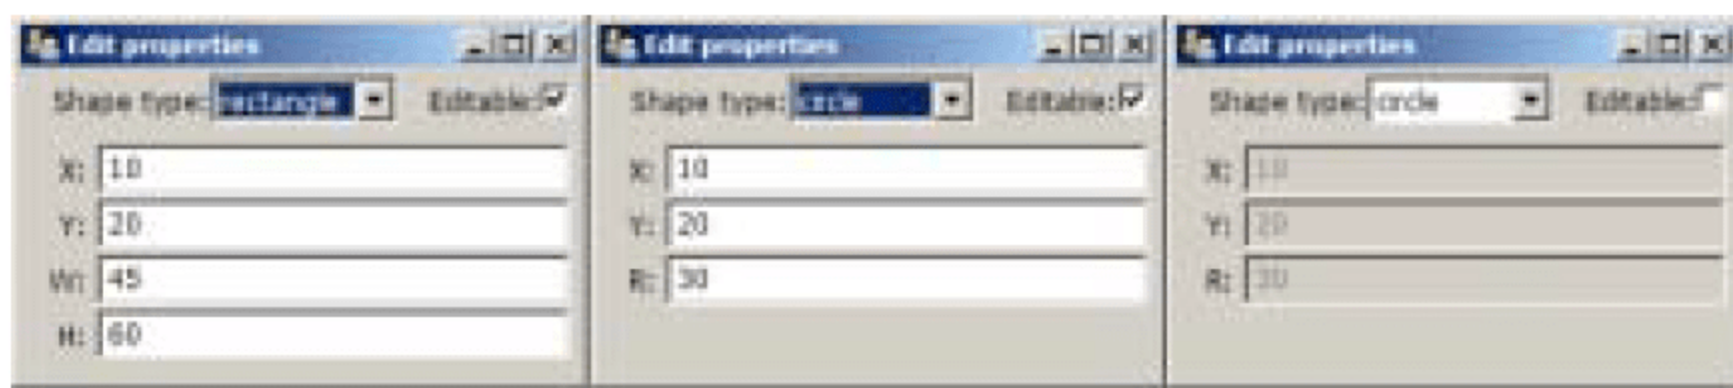 Edit properties
Shape type: rectangle Editable:
X: 10
Y: 20
W: 45
H: 60
Edit properties
Shape type: circle Editable:
X: 10
Y: 20
R: 30
Edit properties
Shape type: circle Editable:
X: 10
Y: 20
R: 30